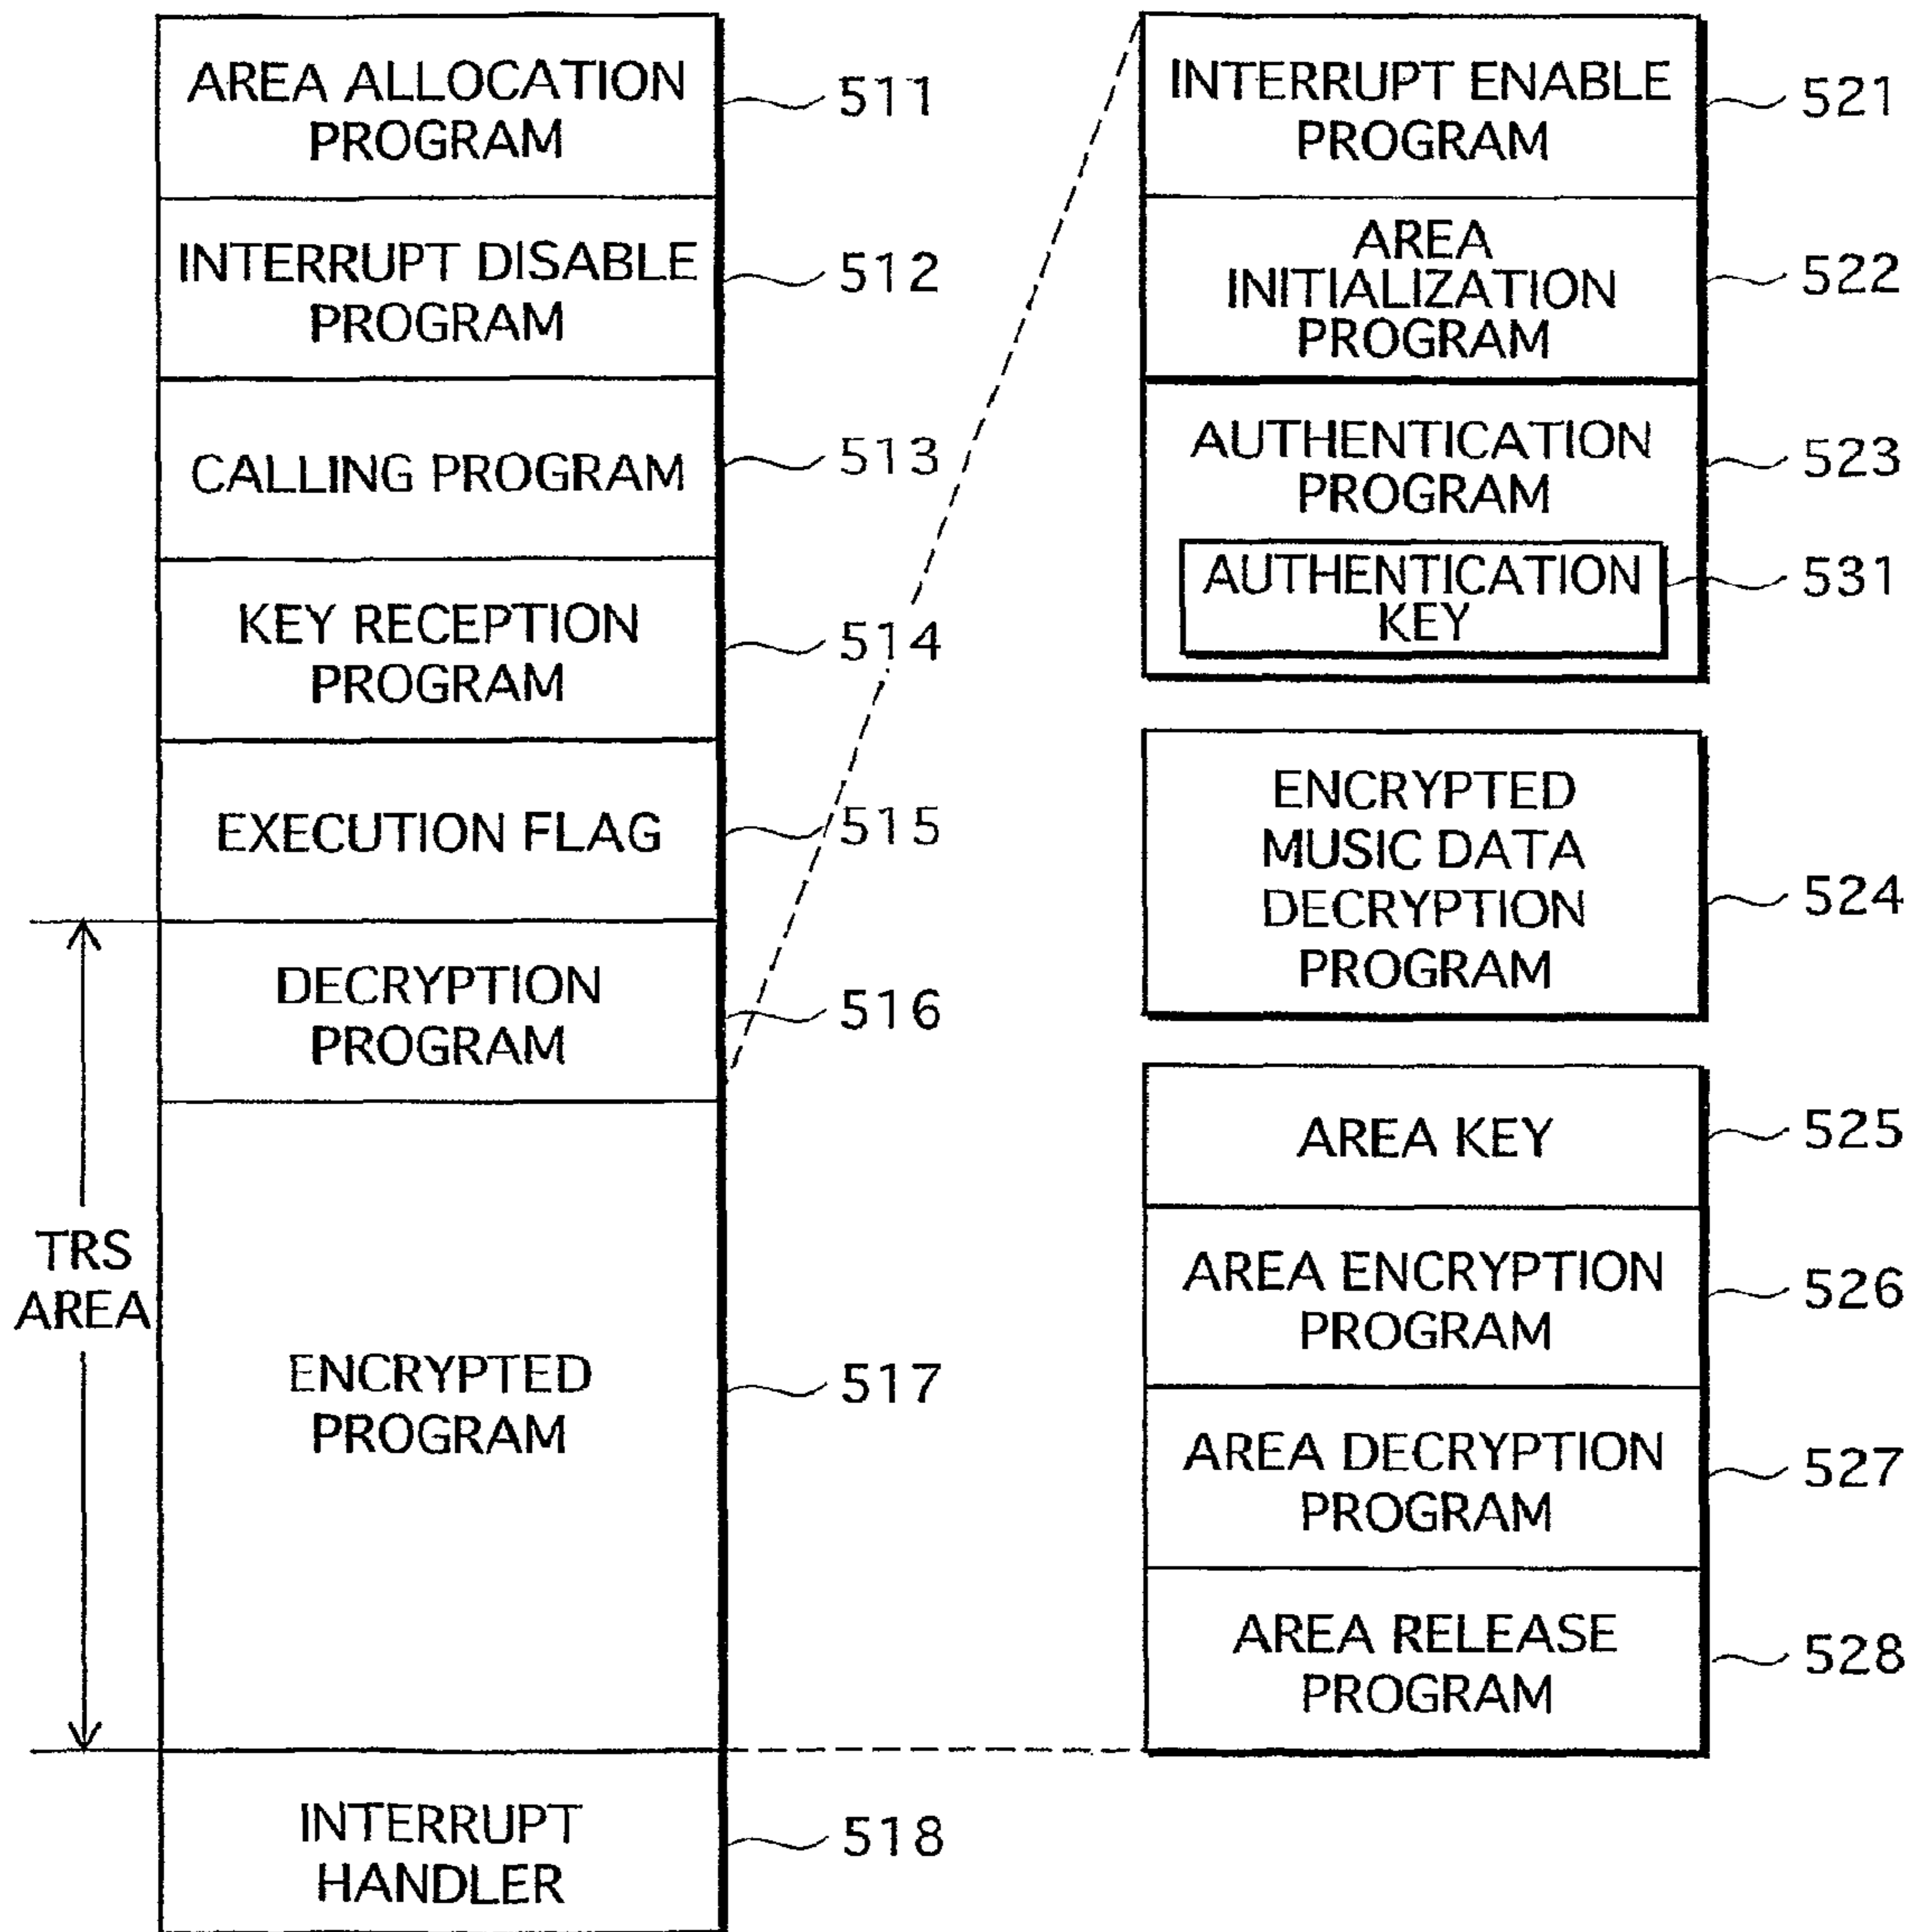 AREA ALLOCATION
PROGRAM
511
INTERRUPT DISABLE
PROGRAM
512
CALLING PROGRAM
513
KEY RECEPTION
PROGRAM
514
EXECUTION FLAG
515
TRS
AREA
DECRYPTION
PROGRAM
516
ENCRYPTED
PROGRAM
517
INTERRUPT
HANDLER
518
INTERRUPT ENABLE
PROGRAM
521
AREA
INITIALIZATION
PROGRAM
522
AUTHENTICATION
PROGRAM
523
AUTHENTICATION
KEY
531
ENCRYPTED
MUSIC DATA
DECRYPTION
PROGRAM
524
AREA KEY
525
AREA ENCRYPTION
PROGRAM
526
AREA DECRYPTION
PROGRAM
527
AREA RELEASE
PROGRAM
528